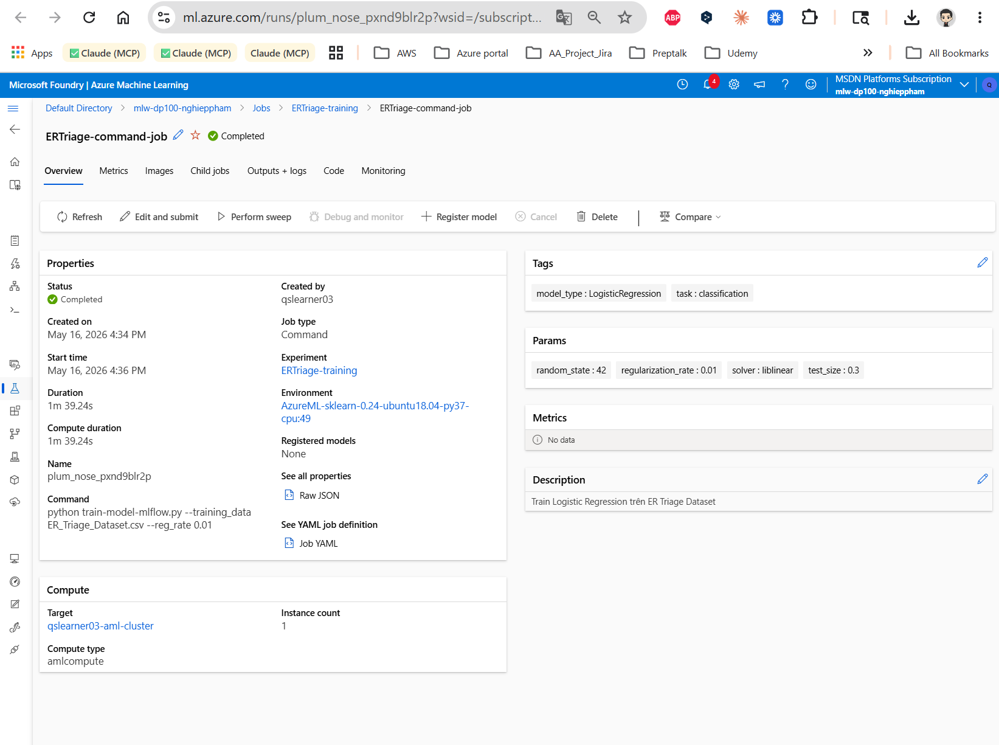 ml.azure.com/runs/plum_nose_pxnd9blr2p?wsid=/subscript...
ABP
Apps
Claude (MCP)
Claude (MCP)
Claude (MCP)
AWS
Azure portal
AA_Project_Jira
Preptalk
Udemy
All Bookmarks
Microsoft Foundry | Azure Machine Learning
4
MSDN Platforms Subscription
mlw-dp100-nghieppham
Q
Default Directory > mlw-dp100-nghieppham > Jobs > ERTriage-training > ERTriage-command-job
ERTriage-command-job
Completed
Overview
Metrics
Images
Child jobs
Outputs + logs
Code
Monitoring
Refresh
Edit and submit
Perform sweep
Debug and monitor
Register model
Cancel
Delete
Compare
Properties
Status
Completed
Created on
May 16, 2026 4:34 PM
Start time
May 16, 2026 4:36 PM
Duration
1m 39.24s
Compute duration
1m 39.24s
Name
plum_nose_pxnd9blr2p
Command
python train-model-mlflow.py --training_data
ER_Triage_Dataset.csv --reg_rate 0.01
Created by
qslearner03
Job type
Command
Experiment
ERTriage-training
Environment
AzureML-sklearn-0.24-ubuntu18.04-py37-
cpu:49
Registered models
None
See all properties
Raw JSON
See YAML job definition
Job YAML
Compute
Target
qslearner03-aml-cluster
Compute type
amlcompute
Instance count
1
Tags
model_type : LogisticRegression
task : classification
Params
random_state : 42
regularization_rate : 0.01
solver : liblinear
test_size : 0.3
Metrics
No data
Description
Train Logistic Regression trên ER Triage Dataset